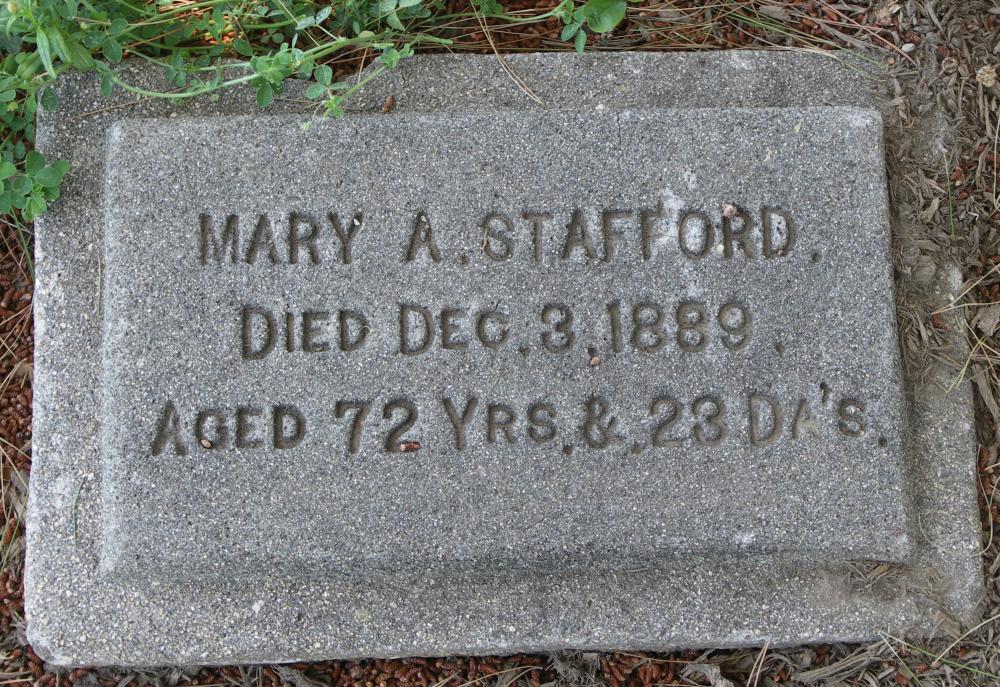 MARY A. STAFFORD.
DIED DEC. 3, 1889.
AGED 72 YRS. & 23 DA'S.